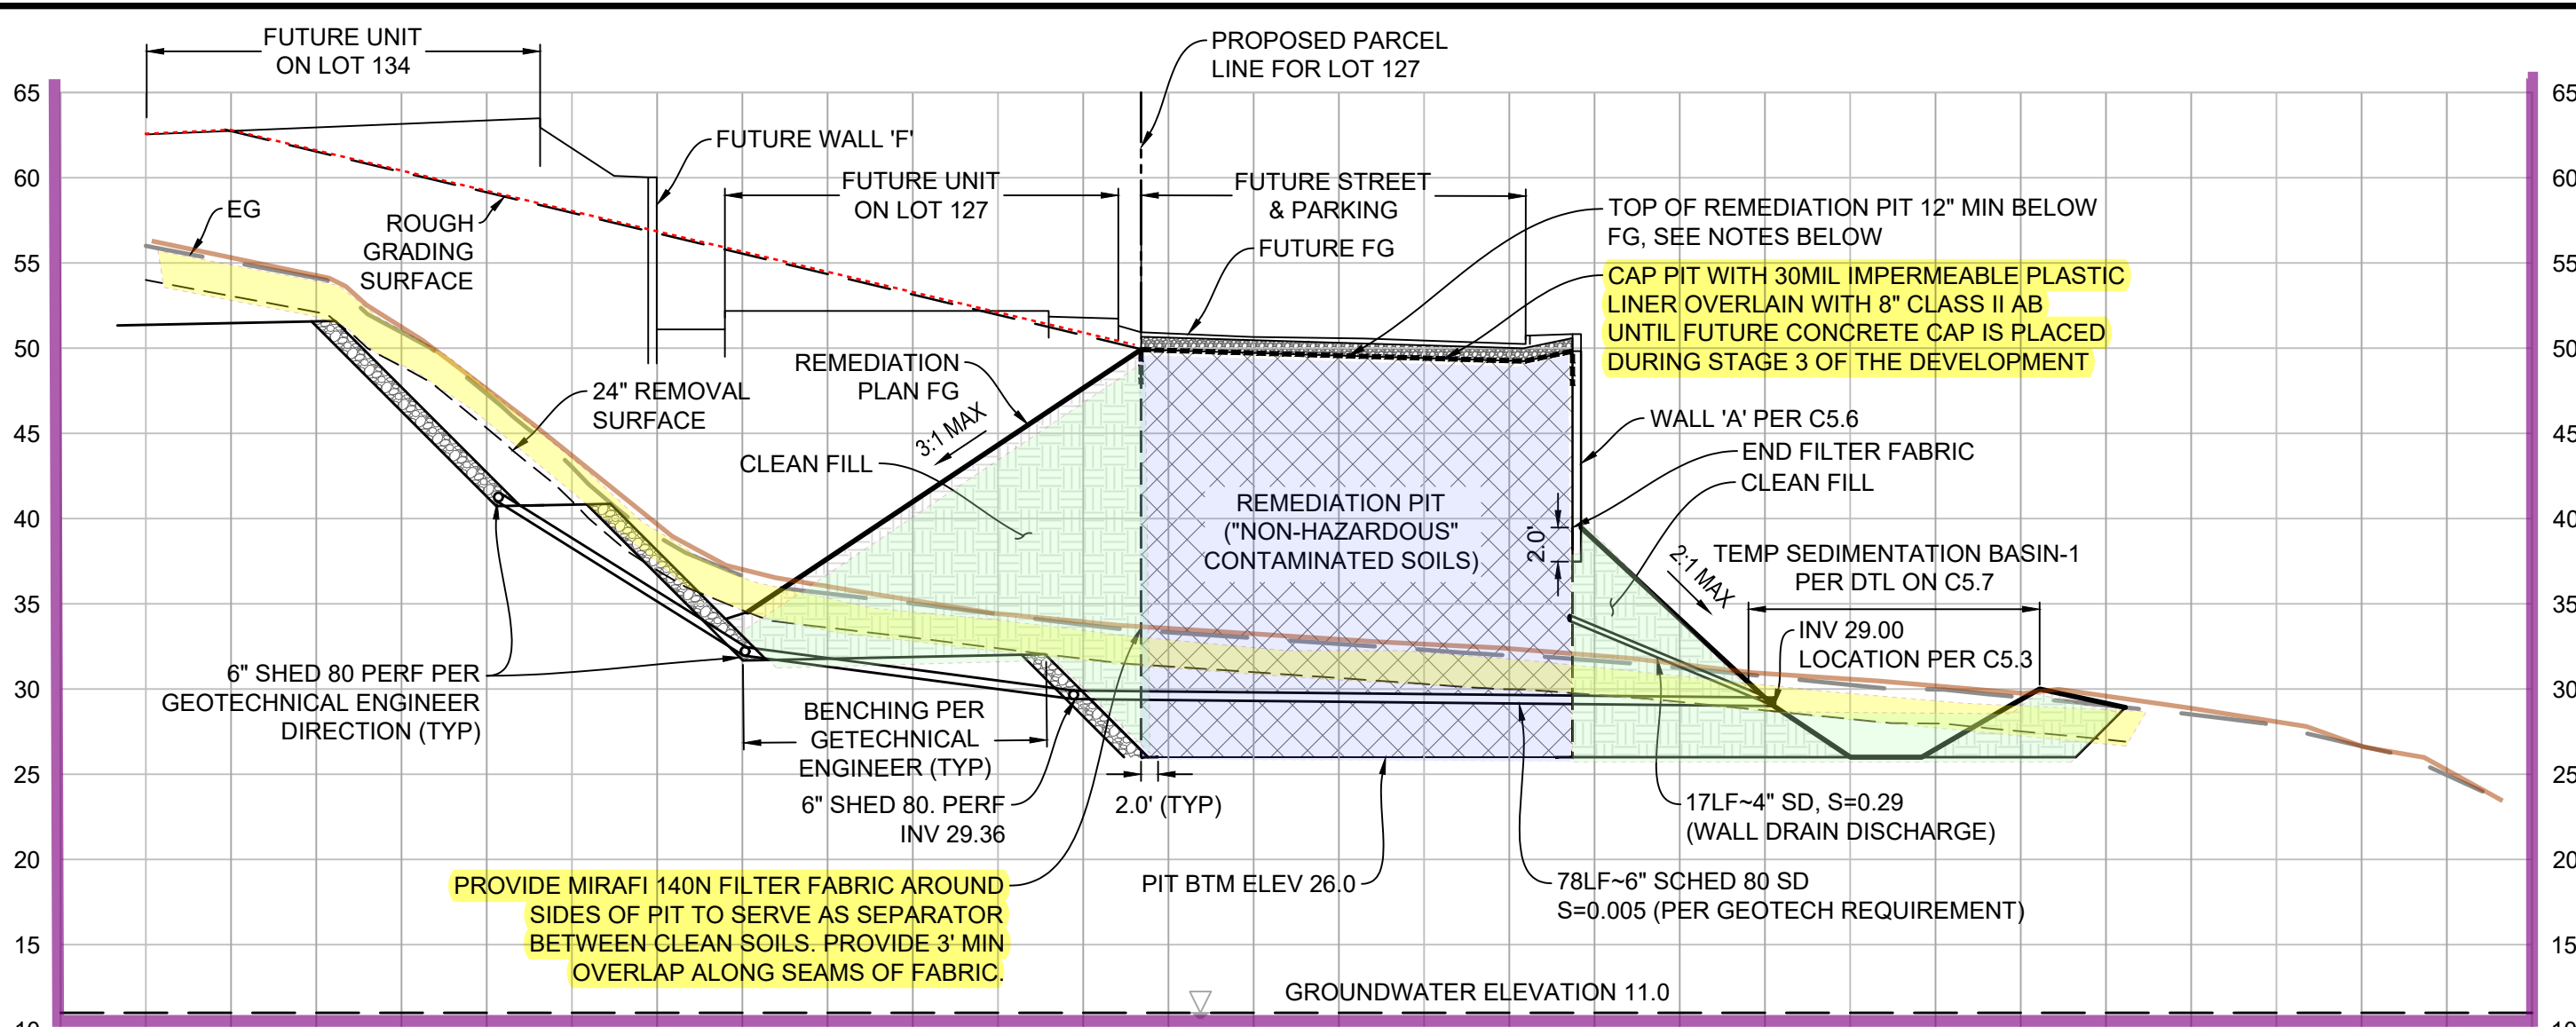 FUTURE UNIT
ON LOT 134
PROPOSED PARCEL
LINE FOR LOT 127
65
65
FUTURE WALL 'F'
60
60
FUTURE UNIT
ON LOT 127
FUTURE STREET
& PARKING
TOP OF REMEDIATION PIT 12" MIN BELOW
FG, SEE NOTES BELOW
EG
ROUGH
GRADING
SURFACE
FUTURE FG
55
55
CAP PIT WITH 30MIL IMPERMEABLE PLASTIC
LINER OVERLAIN WITH 8" CLASS II AB
UNTIL FUTURE CONCRETE CAP IS PLACED
DURING STAGE 3 OF THE DEVELOPMENT
50
50
REMEDIATION
PLAN FG
24" REMOVAL
SURFACE
3:1 MAX
WALL 'A' PER C5.6
45
45
END FILTER FABRIC
CLEAN FILL
CLEAN FILL
REMEDIATION PIT
("NON-HAZARDOUS"
CONTAMINATED SOILS)
40
40
2.0'
2:1 MAX
TEMP SEDIMENTATION BASIN-1
PER DTL ON C5.7
35
35
INV 29.00
LOCATION PER C5.3
6" SHED 80 PERF PER
GEOTECHNICAL ENGINEER
DIRECTION (TYP)
30
30
BENCHING PER
GETECHNICAL
ENGINEER (TYP)
25
25
6" SHED 80. PERF
INV 29.36
2.0' (TYP)
17LF~4" SD, S=0.29
(WALL DRAIN DISCHARGE)
20
20
PROVIDE MIRAFI 140N FILTER FABRIC AROUND
SIDES OF PIT TO SERVE AS SEPARATOR
BETWEEN CLEAN SOILS. PROVIDE 3' MIN
OVERLAP ALONG SEAMS OF FABRIC.
PIT BTM ELEV 26.0
78LF~6" SCHED 80 SD
S=0.005 (PER GEOTECH REQUIREMENT)
15
15
GROUNDWATER ELEVATION 11.0
10
10